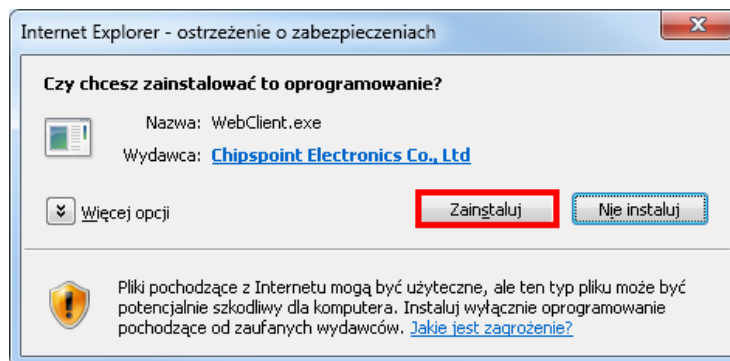 Internet Explorer - ostrzeżenie o zabezpieczeniach
Czy chcesz zainstalować to oprogramowanie?
Nazwa: WebClient.exe
Wydawca: Chipspoint Electronics Co., Ltd
Więcej opcji
Zainstaluj
Nie instaluj
Pliki pochodzące z Internetu mogą być użyteczne, ale ten typ pliku może być
potencjalnie szkodliwy dla komputera. Instaluj wyłącznie oprogramowanie
pochodzące od zaufanych wydawców. Jakie jest zagrożenie?